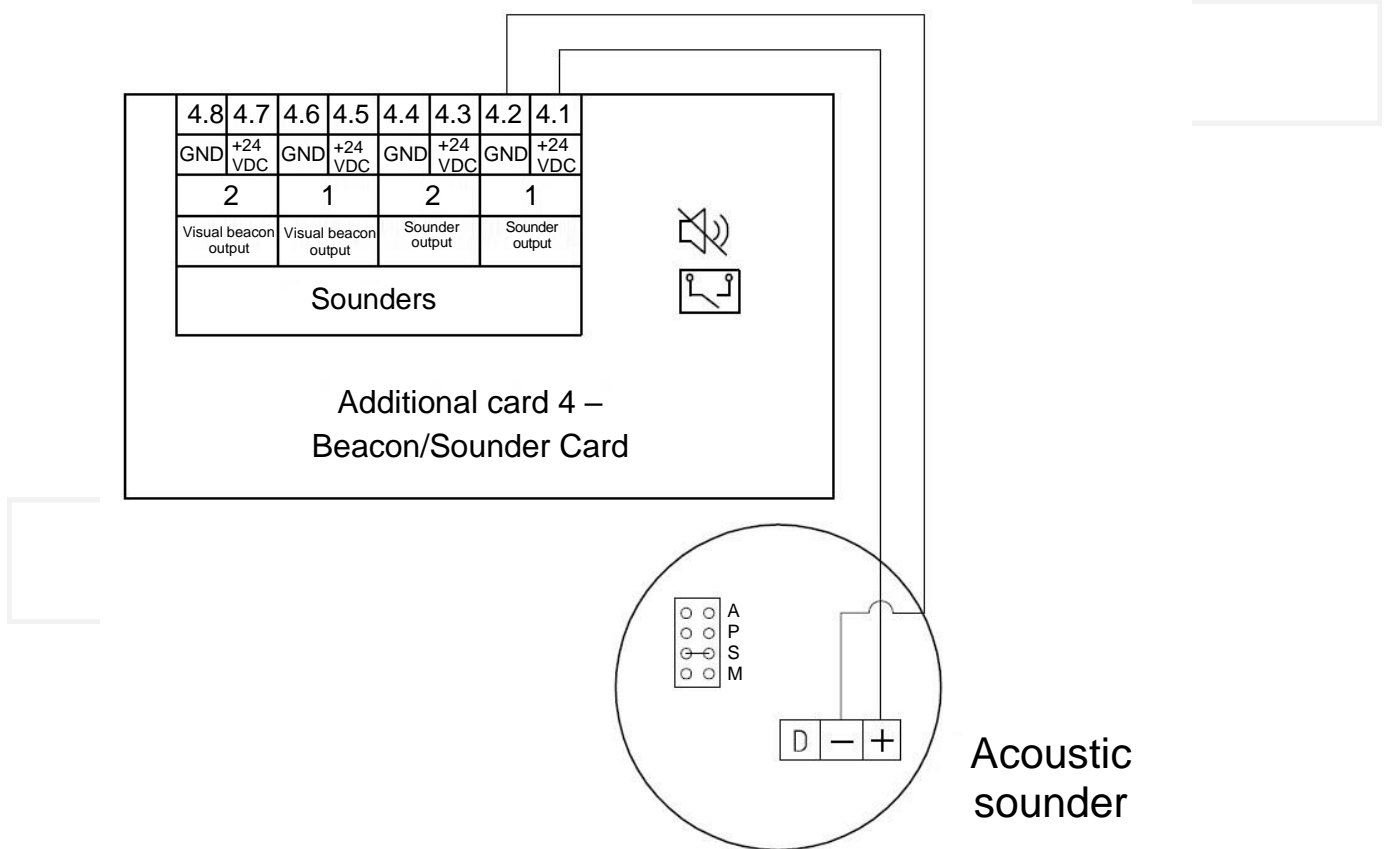 4.8 4.7 4.6 4.5 4.4 4.3 4.2 4.1
GND +24 VDC GND +24 VDC GND +24 VDC GND +24 VDC
2 1 2 1
Visual beacon output Visual beacon output Sounder output Sounder output
Sounders
Additional card 4 –
Beacon/Sounder Card
A
P
S
M
D – +
Acoustic
sounder